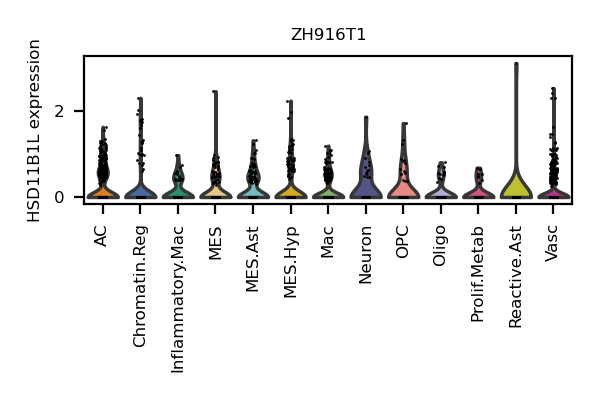 ZH916T1
HSD11B1L expression
2
0
AC
Chromatin.Reg
Inflammatory.Mac
MES
MES.Ast
MES.Hyp
Mac
Neuron
OPC
Oligo
Prolif.Metab
Reactive.Ast
Vasc